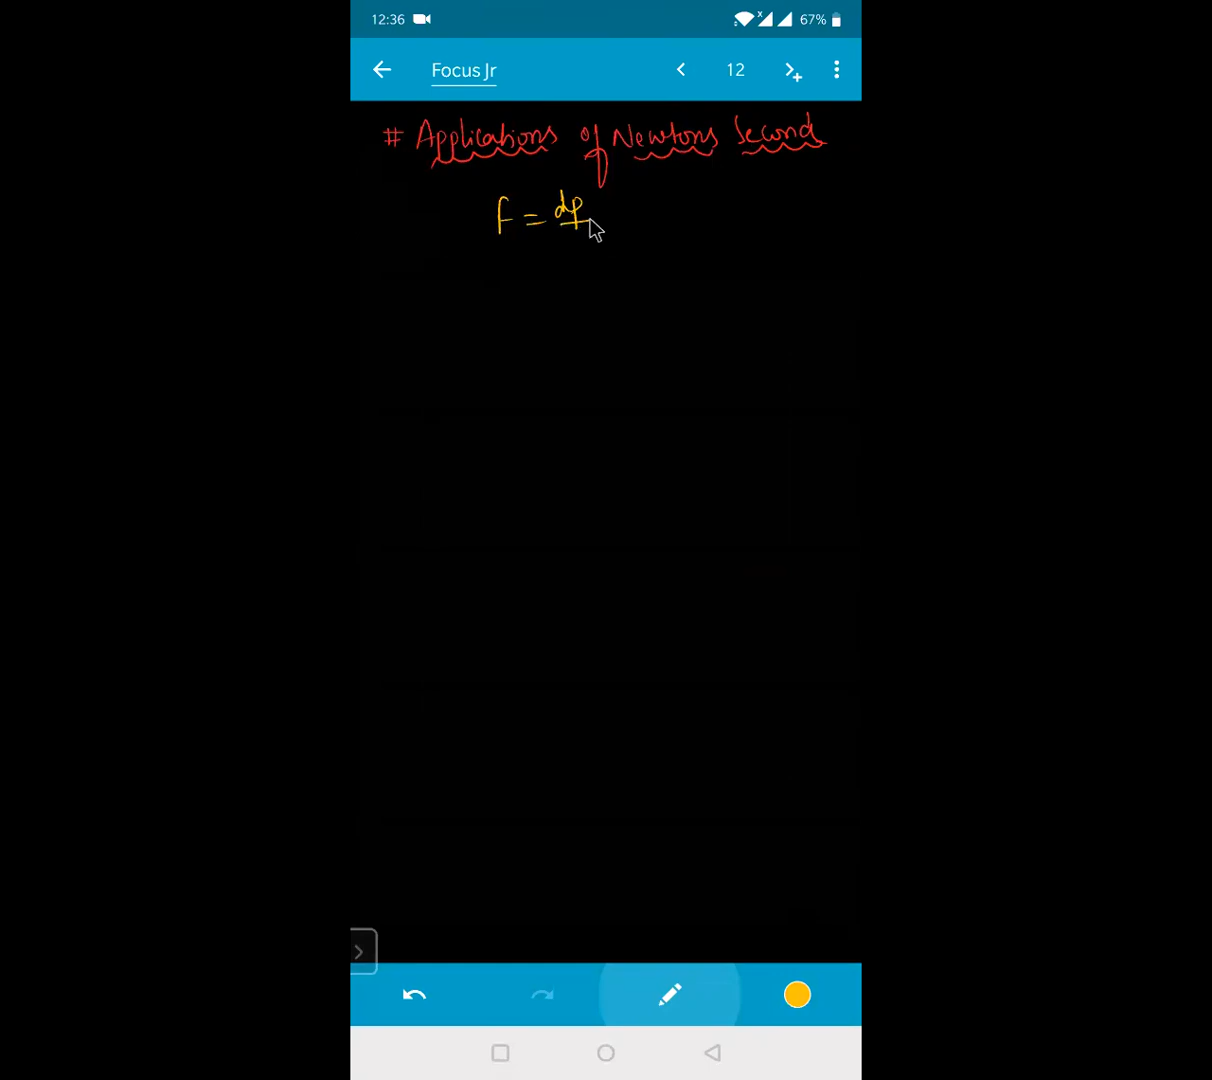 12:36 x 67%
Focus Jr 12
# Applications of Newtons Second
F = dp